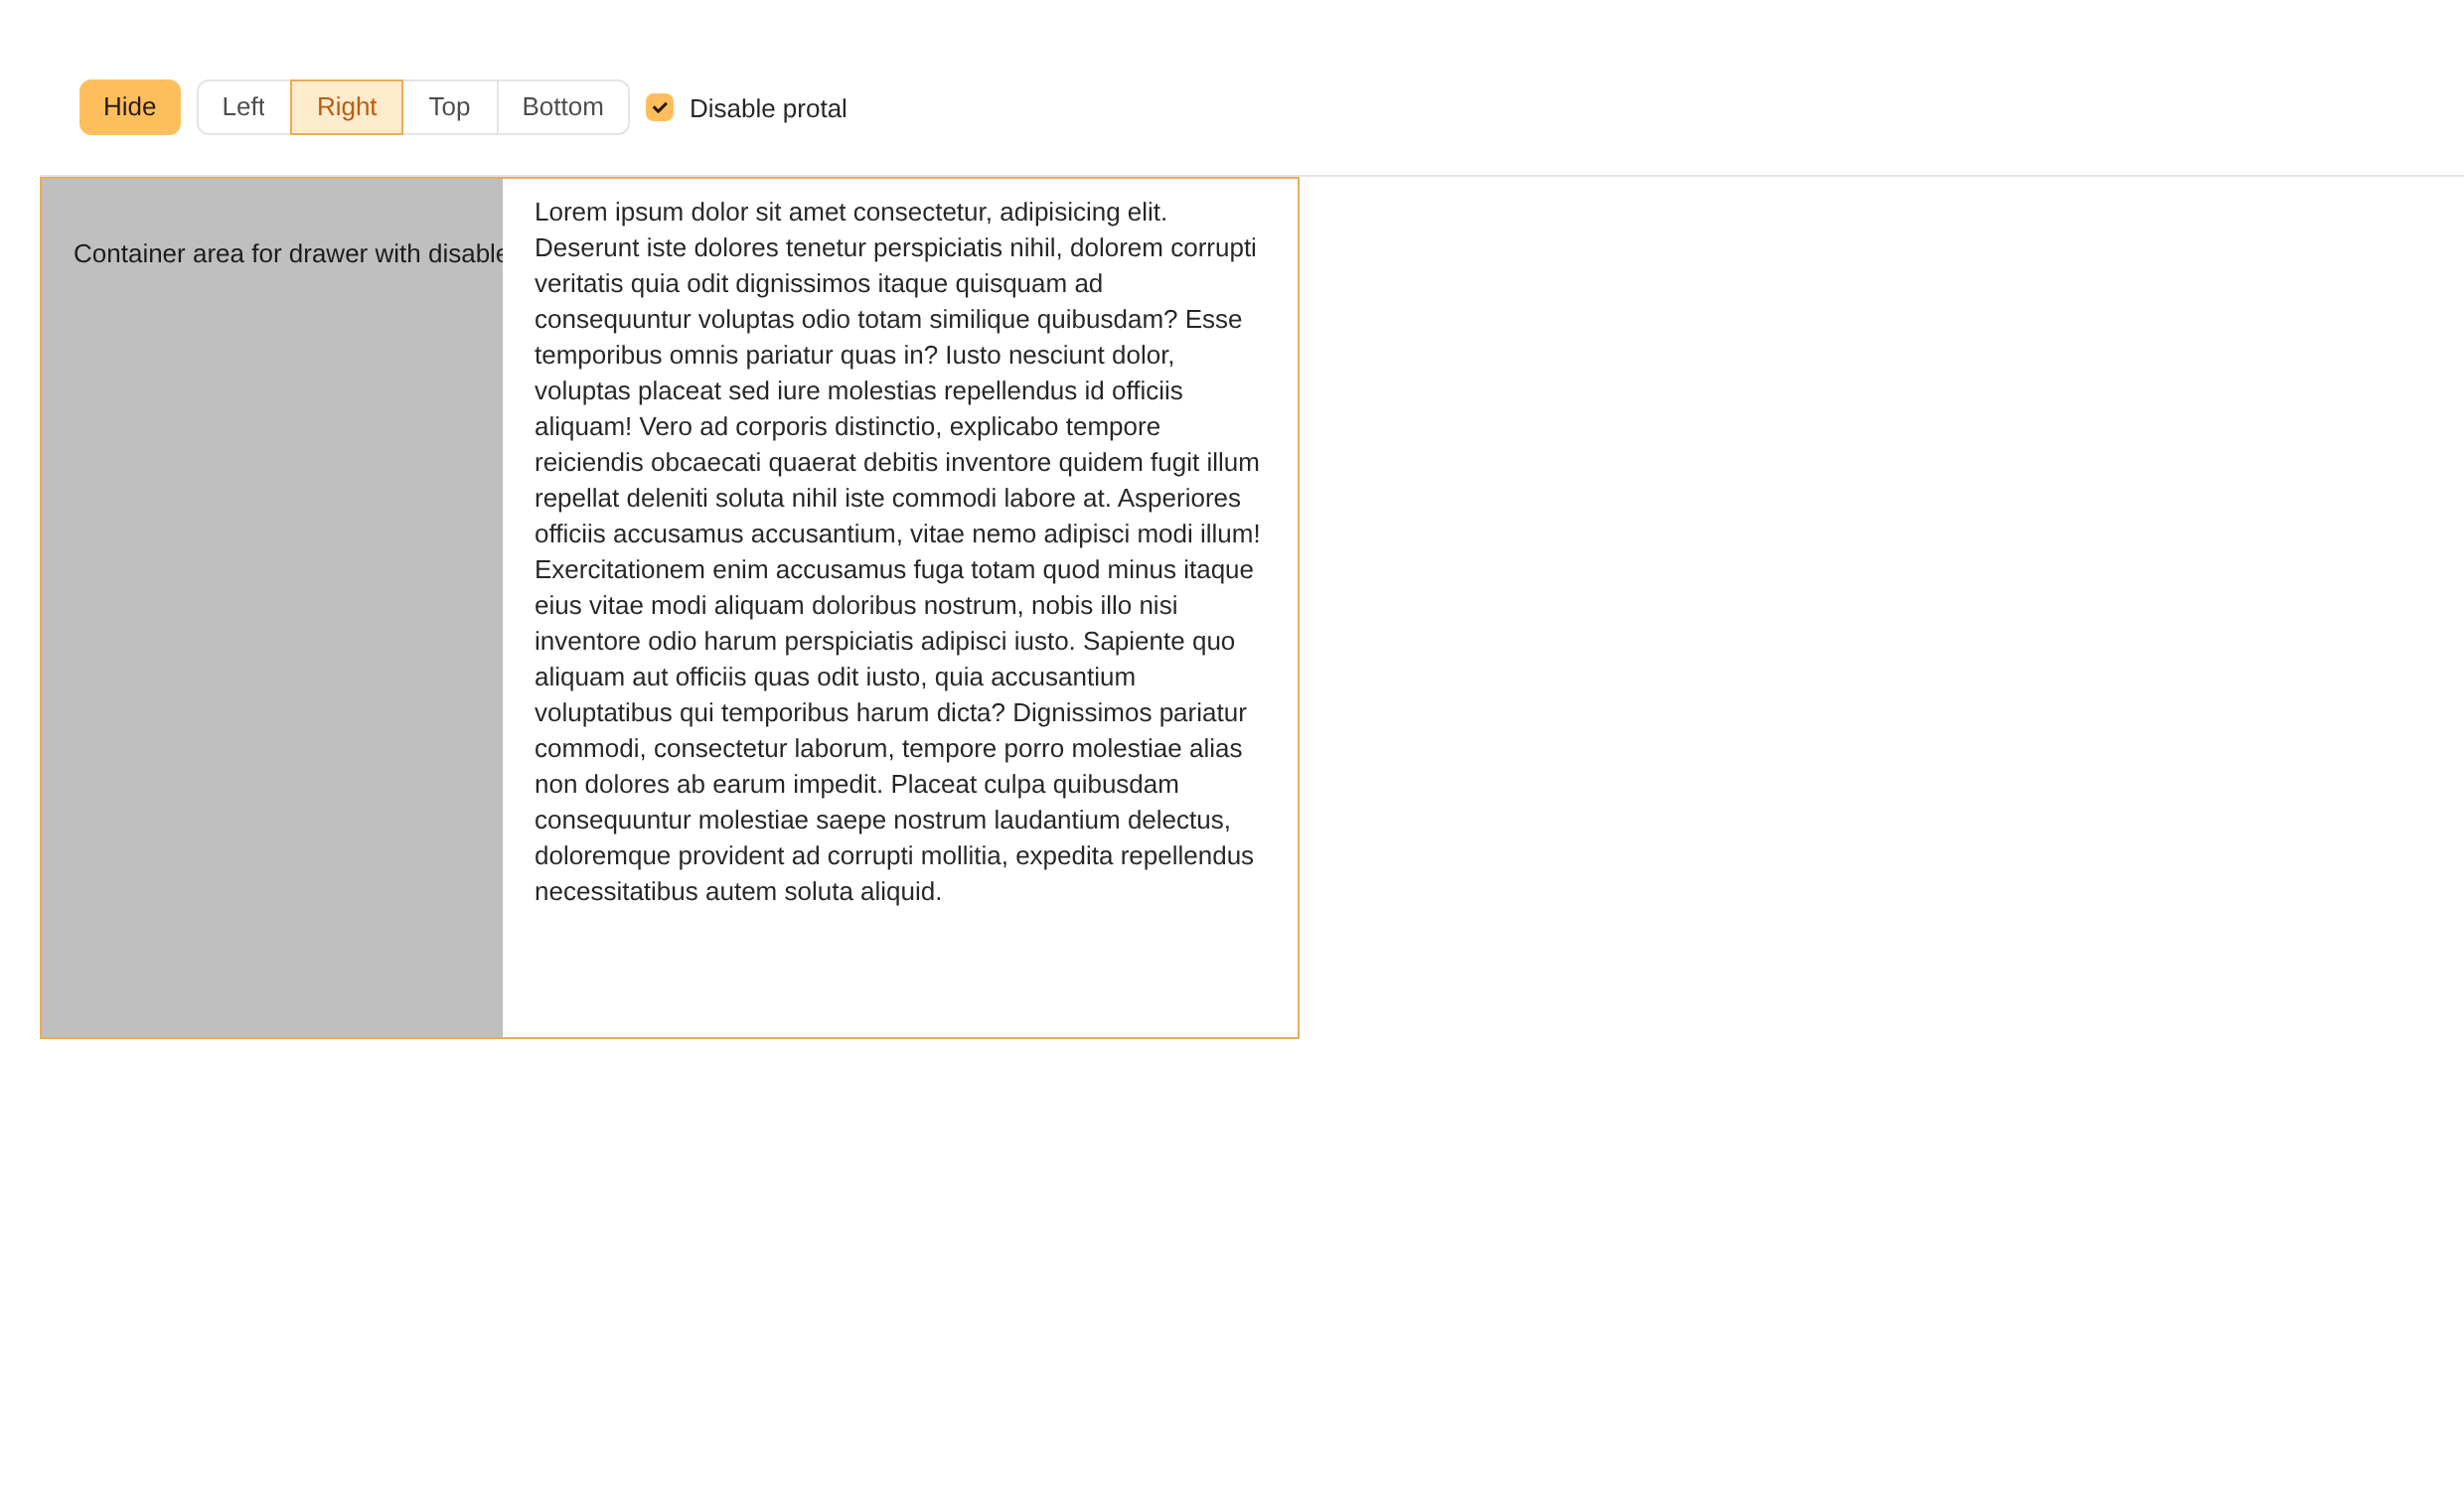 Hide Left Right Top Bottom Disable protal
Container area for drawer with disable
Lorem ipsum dolor sit amet consectetur, adipisicing elit.
Deserunt iste dolores tenetur perspiciatis nihil, dolorem corrupti
veritatis quia odit dignissimos itaque quisquam ad
consequuntur voluptas odio totam similique quibusdam? Esse
temporibus omnis pariatur quas in? Iusto nesciunt dolor,
voluptas placeat sed iure molestias repellendus id officiis
aliquam! Vero ad corporis distinctio, explicabo tempore
reiciendis obcaecati quaerat debitis inventore quidem fugit illum
repellat deleniti soluta nihil iste commodi labore at. Asperiores
officiis accusamus accusantium, vitae nemo adipisci modi illum!
Exercitationem enim accusamus fuga totam quod minus itaque
eius vitae modi aliquam doloribus nostrum, nobis illo nisi
inventore odio harum perspiciatis adipisci iusto. Sapiente quo
aliquam aut officiis quas odit iusto, quia accusantium
voluptatibus qui temporibus harum dicta? Dignissimos pariatur
commodi, consectetur laborum, tempore porro molestiae alias
non dolores ab earum impedit. Placeat culpa quibusdam
consequuntur molestiae saepe nostrum laudantium delectus,
doloremque provident ad corrupti mollitia, expedita repellendus
necessitatibus autem soluta aliquid.